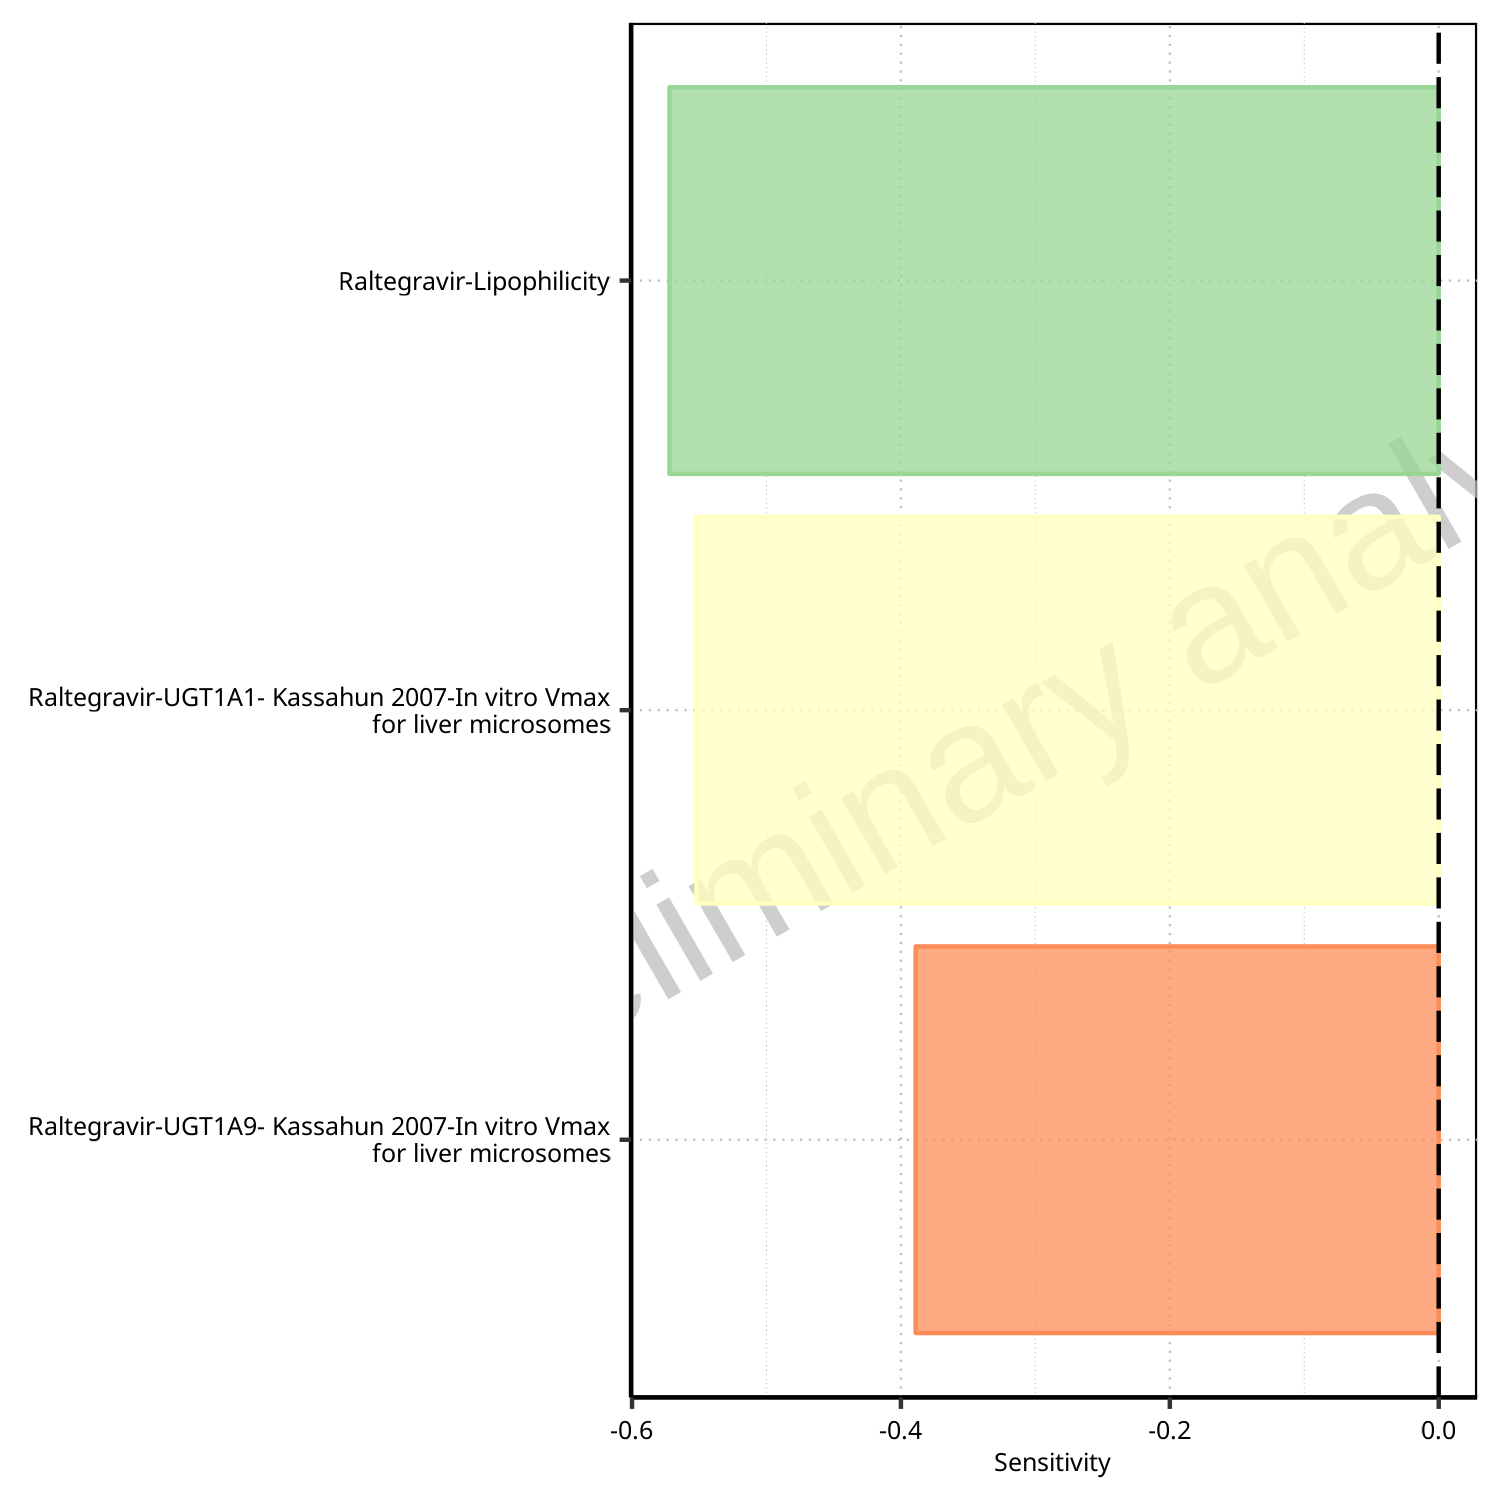 Raltegravir-Lipophilicity
Raltegravir-UGT1A1- Kassahun 2007-In vitro Vmax
for liver microsomes
Raltegravir-UGT1A9- Kassahun 2007-In vitro Vmax
for liver microsomes
-0.6
-0.4
-0.2
0.0
Sensitivity